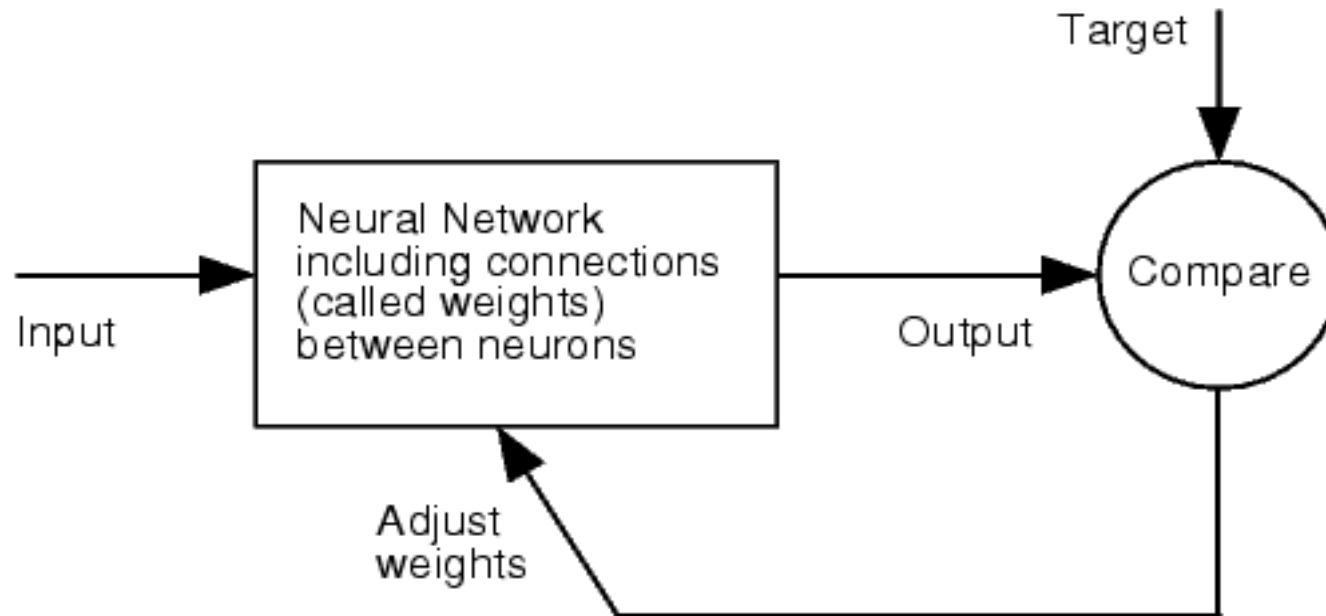 Target
Neural Network
including connections
(called weights)
between neurons
Compare
Input
Output
Adjust
weights